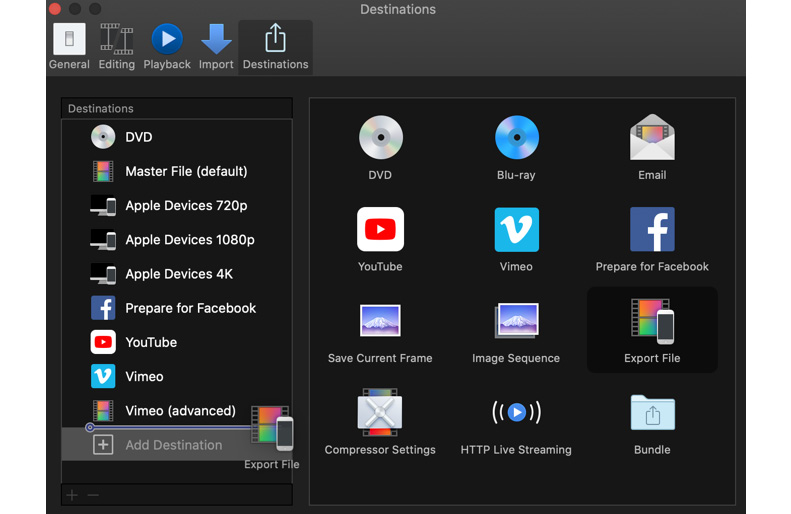 Destinations
General Editing Playback Import Destinations
Destinations
DVD
Master File (default)
Apple Devices 720p
Apple Devices 1080p
Apple Devices 4K
Prepare for Facebook
YouTube
Vimeo
Vimeo (advanced)
Add Destination
Export File
DVD Blu-ray Email
YouTube Vimeo Prepare for Facebook
Save Current Frame Image Sequence Export File
Compressor Settings HTTP Live Streaming Bundle